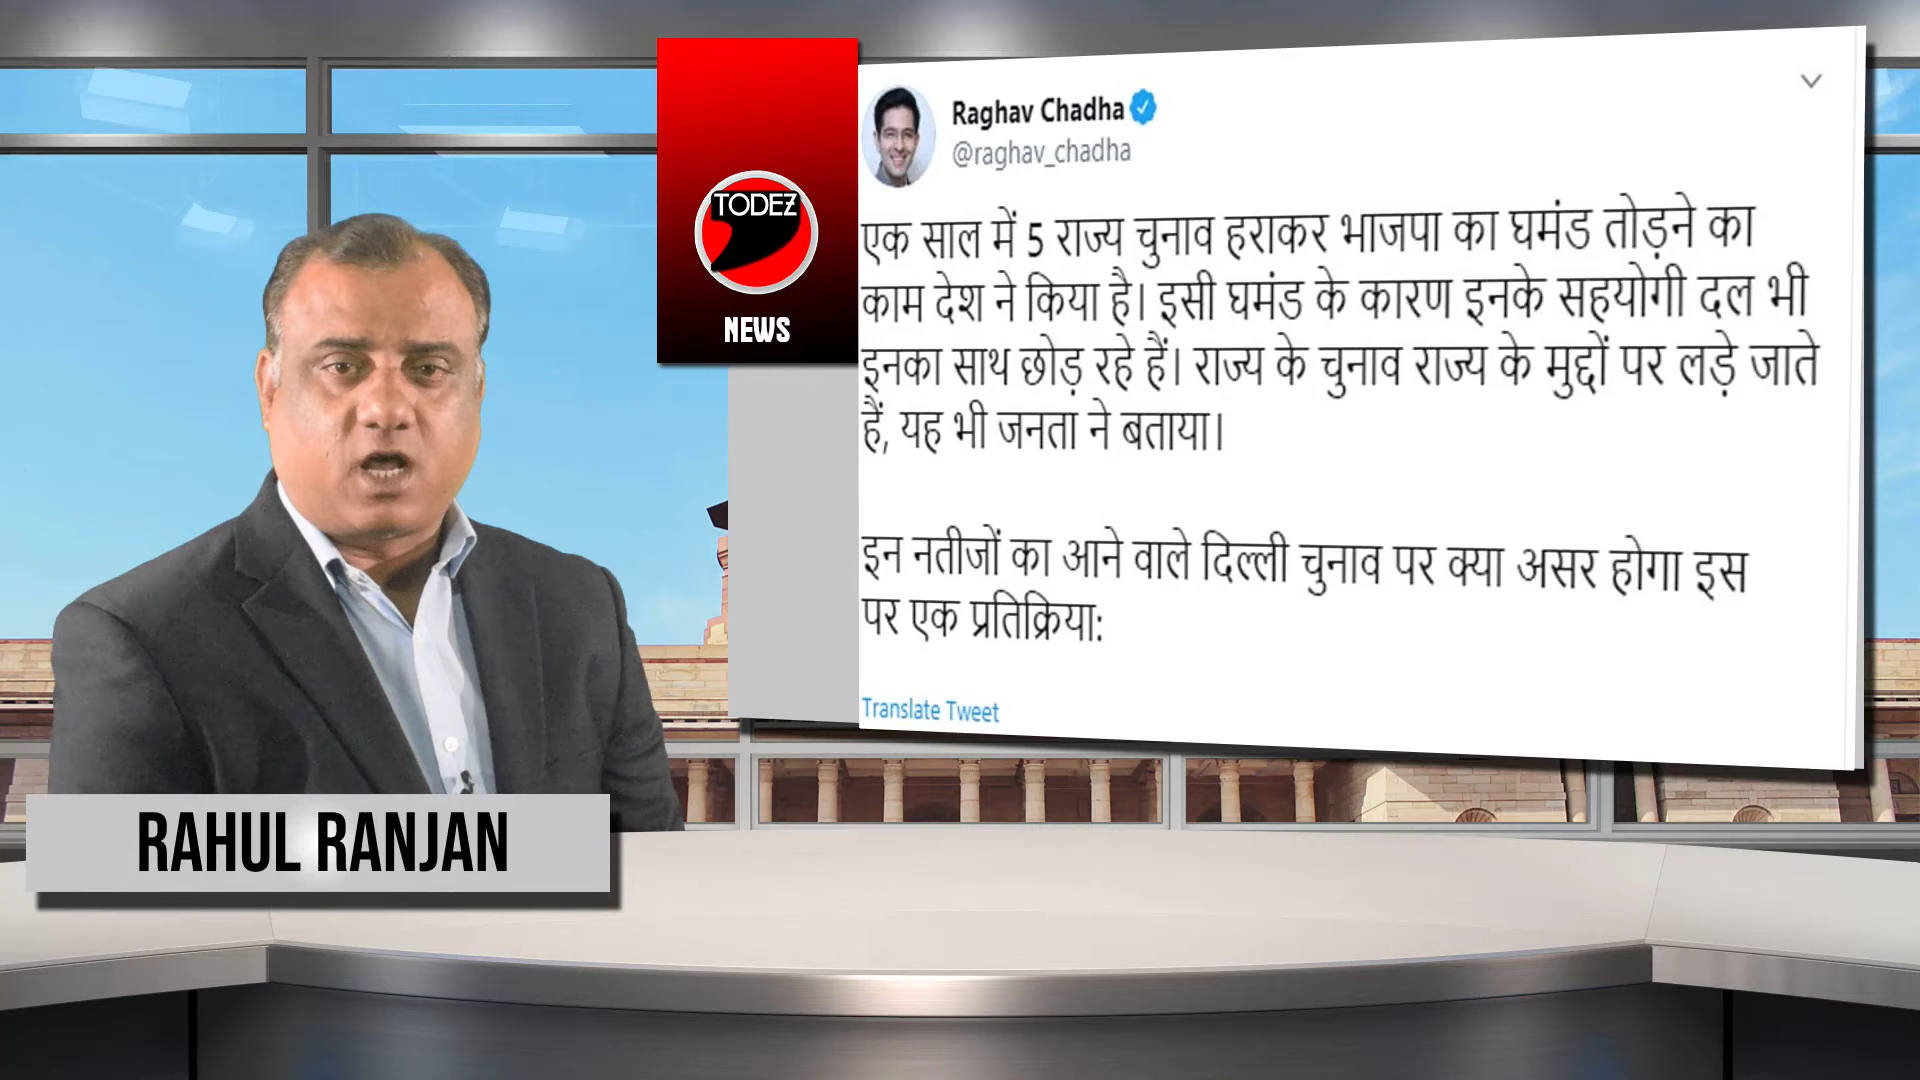 TODEZ
NEWS
Raghav Chadha
@raghav_chadha
एक साल में 5 राज्य चुनाव हराकर भाजपा का घमंड तोड़ने का
काम देश ने किया है। इसी घमंड के कारण इनके सहयोगी दल भी
इनका साथ छोड़ रहे हैं। राज्य के चुनाव राज्य के मुद्दों पर लड़े जाते
हैं, यह भी जनता ने बताया।
इन नतीजों का आने वाले दिल्ली चुनाव पर क्या असर होगा इस
पर एक प्रतिक्रिया:
Translate Tweet
RAHUL RANJAN